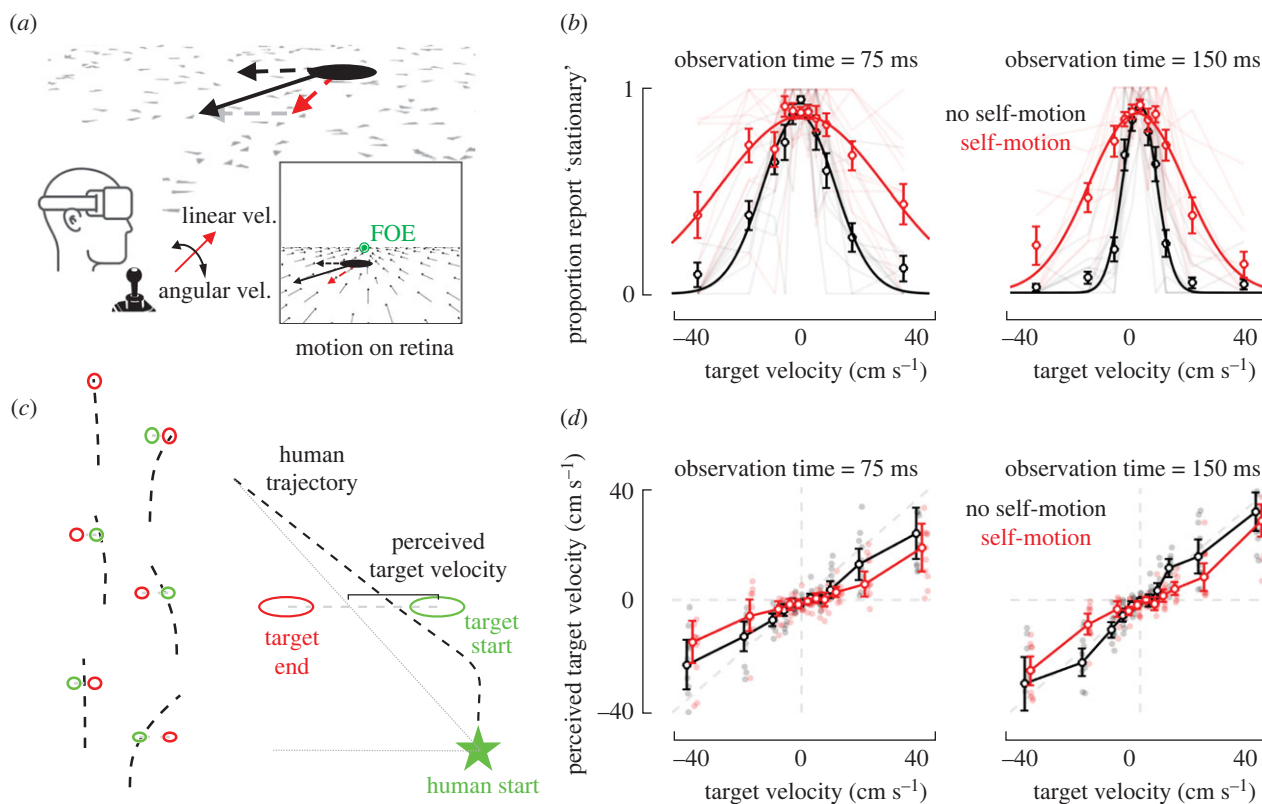 (a)
linear vel.
angular vel.
FOE
motion on retina
(b)
observation time = 75 ms
observation time = 150 ms
no self-motion
self-motion
proportion report ‘stationary’
1
0
–40
0
40
target velocity (cm s–1)
–40
0
40
target velocity (cm s–1)
(c)
human
trajectory
perceived
target velocity
target
end
target
start
human start
(d)
observation time = 75 ms
observation time = 150 ms
no self-motion
self-motion
perceived target velocity (cm s–1)
40
0
–40
–40
0
40
target velocity (cm s–1)
–40
0
40
target velocity (cm s–1)